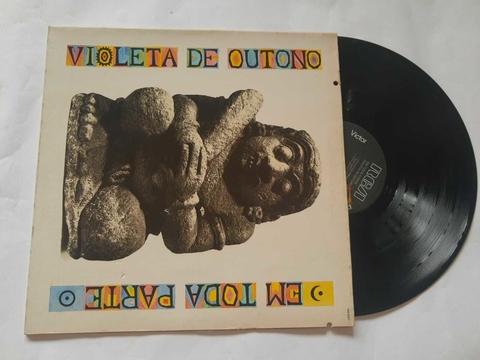 VIOLETA DE OUTONO
EM TODA PARTE
Victor
RCA